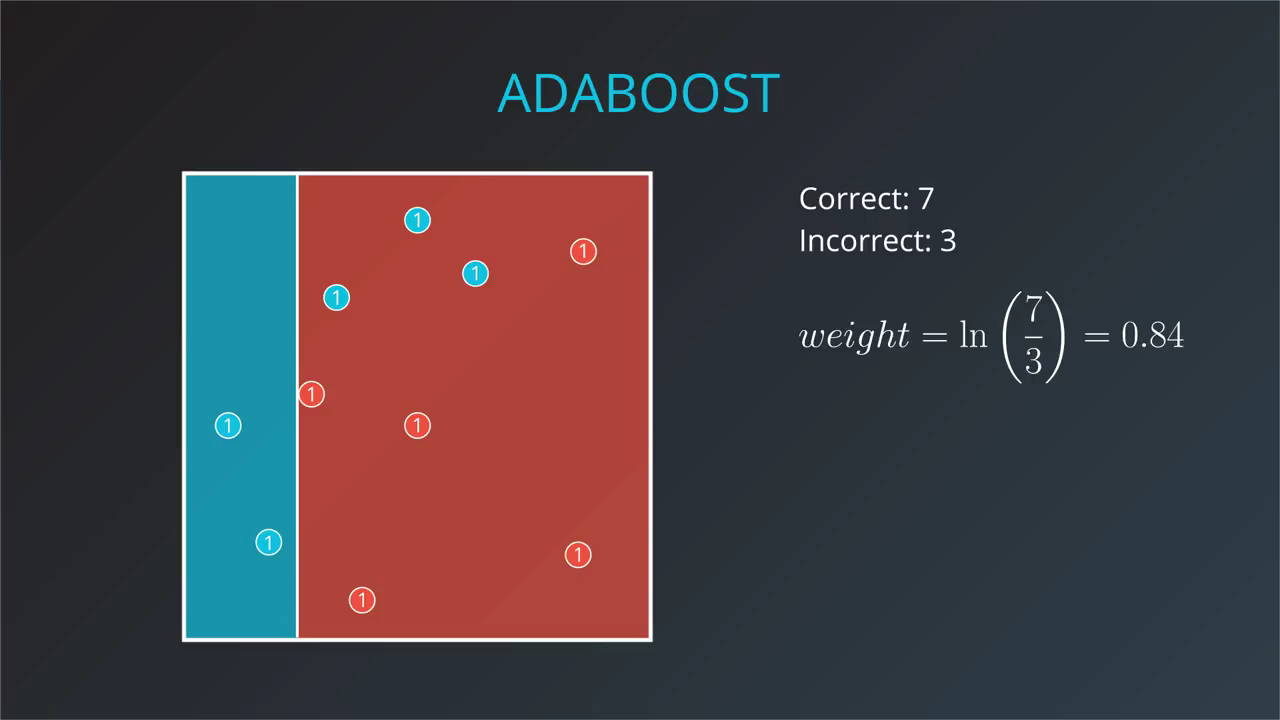 ADABOOST
Correct: 7
Incorrect: 3
1
1
1
1
weight = ln(7/3) = 0.84
1
1
1
1
1
1